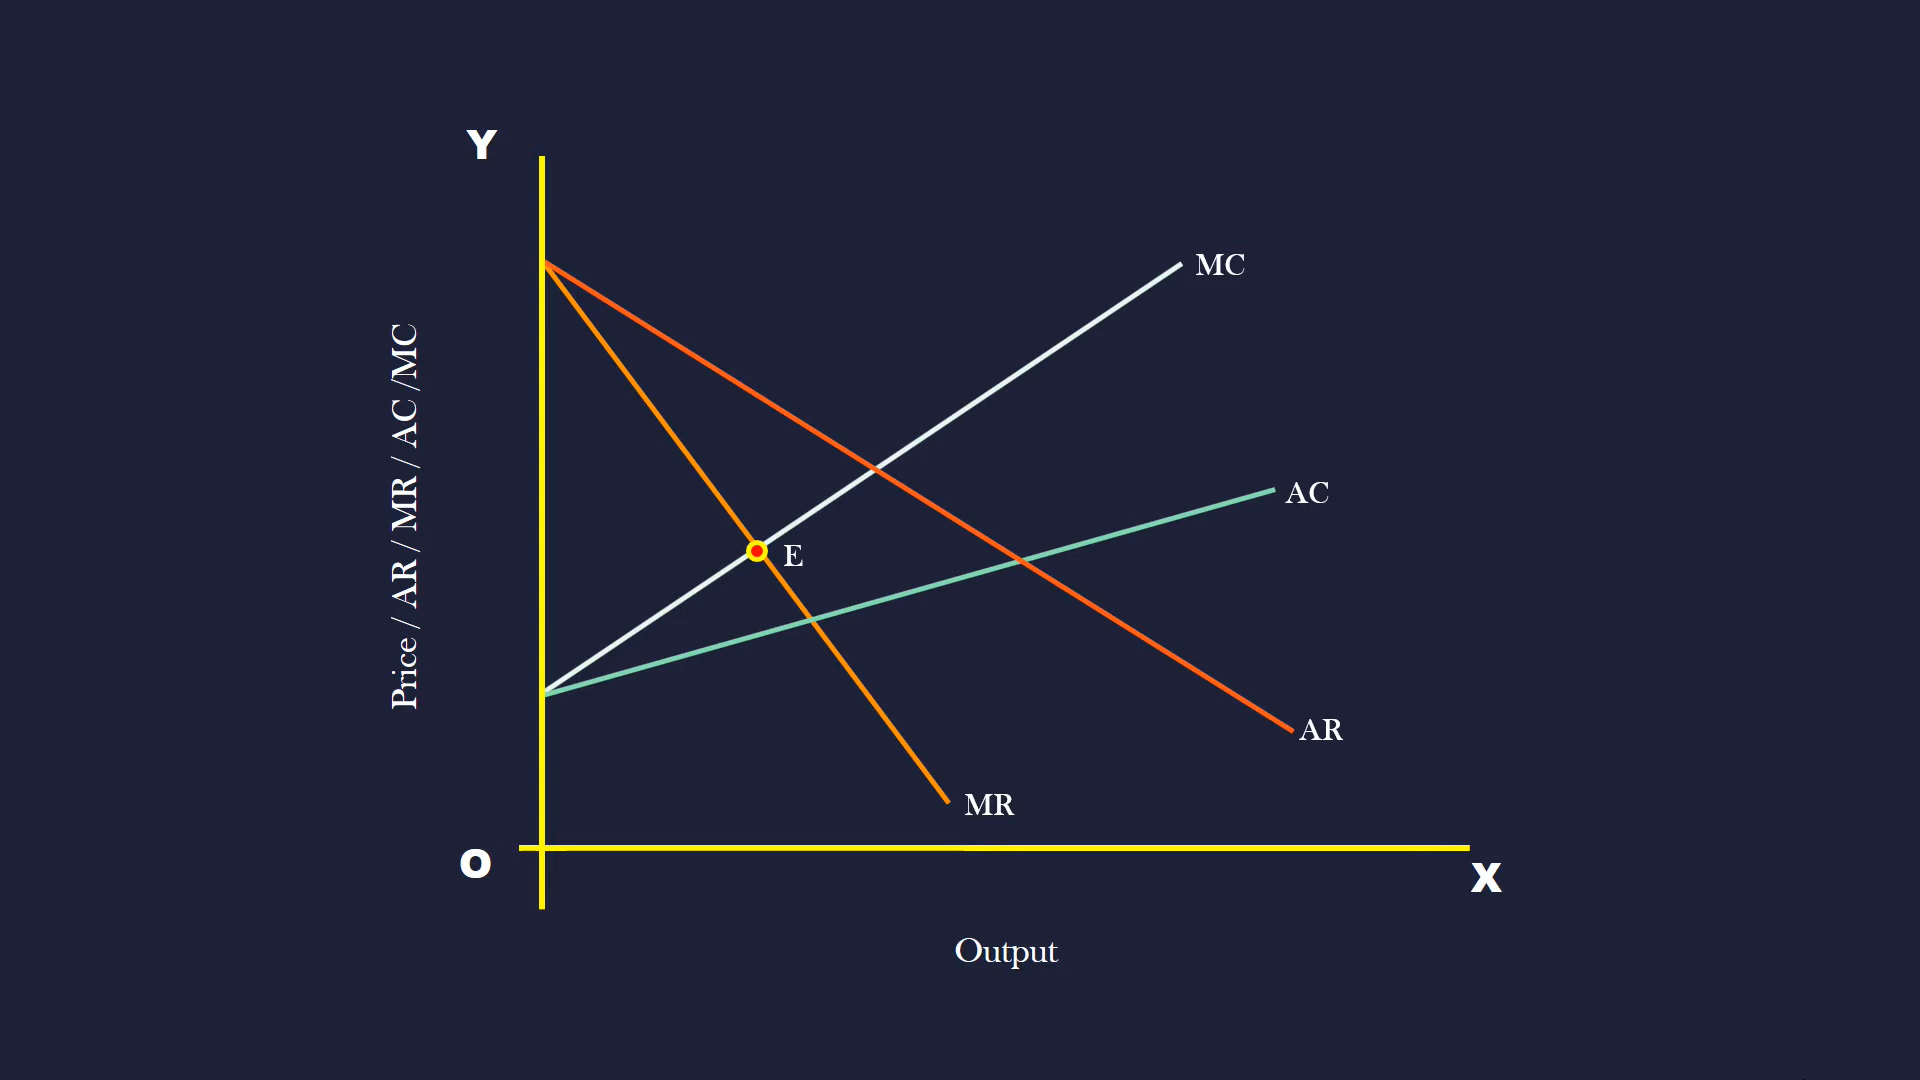 Y
MC
Price / AR / MR / AC /MC
AC
E
AR
MR
O
X
Output